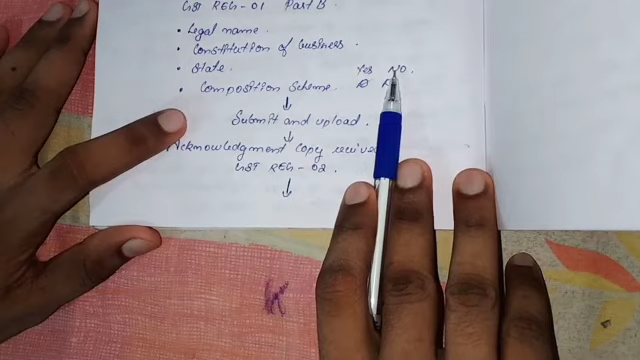 GST REG-01 Part B.
• Legal name.
• Constitution of business.
• State. Yes No.
• Composition Scheme.
↓
Submit and upload.
↓
Acknowledgment Copy receive
GST REG-02.
↓